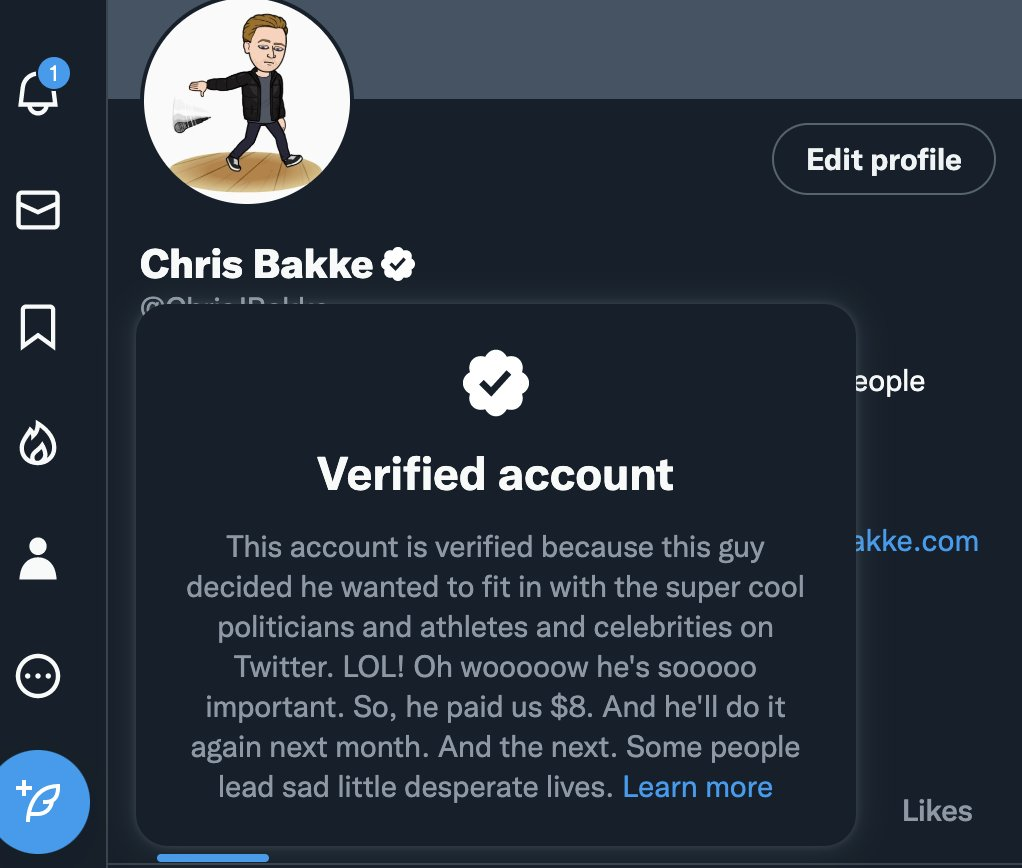 1
Edit profile
Chris Bakke
@ChrisJBakke
eople
Verified account
This account is verified because this guy
decided he wanted to fit in with the super cool
politicians and athletes and celebrities on
Twitter. LOL! Oh wooooow he's sooooo
important. So, he paid us $8. And he'll do it
again next month. And the next. Some people
lead sad little desperate lives. Learn more
akke.com
Likes